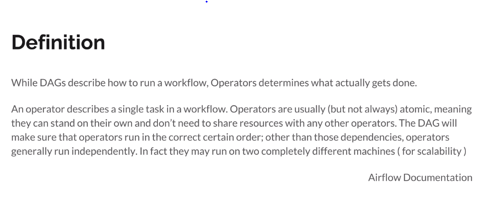 Definition
While DAGs describe how to run a workflow, Operators determines what actually gets done.
An operator describes a single task in a workflow. Operators are usually (but not always) atomic, meaning
they can stand on their own and don't need to share resources with any other operators. The DAG will
make sure that operators run in the correct certain order; other than those dependencies, operators
generally run independently. In fact they may run on two completely different machines ( for scalability )
Airflow Documentation